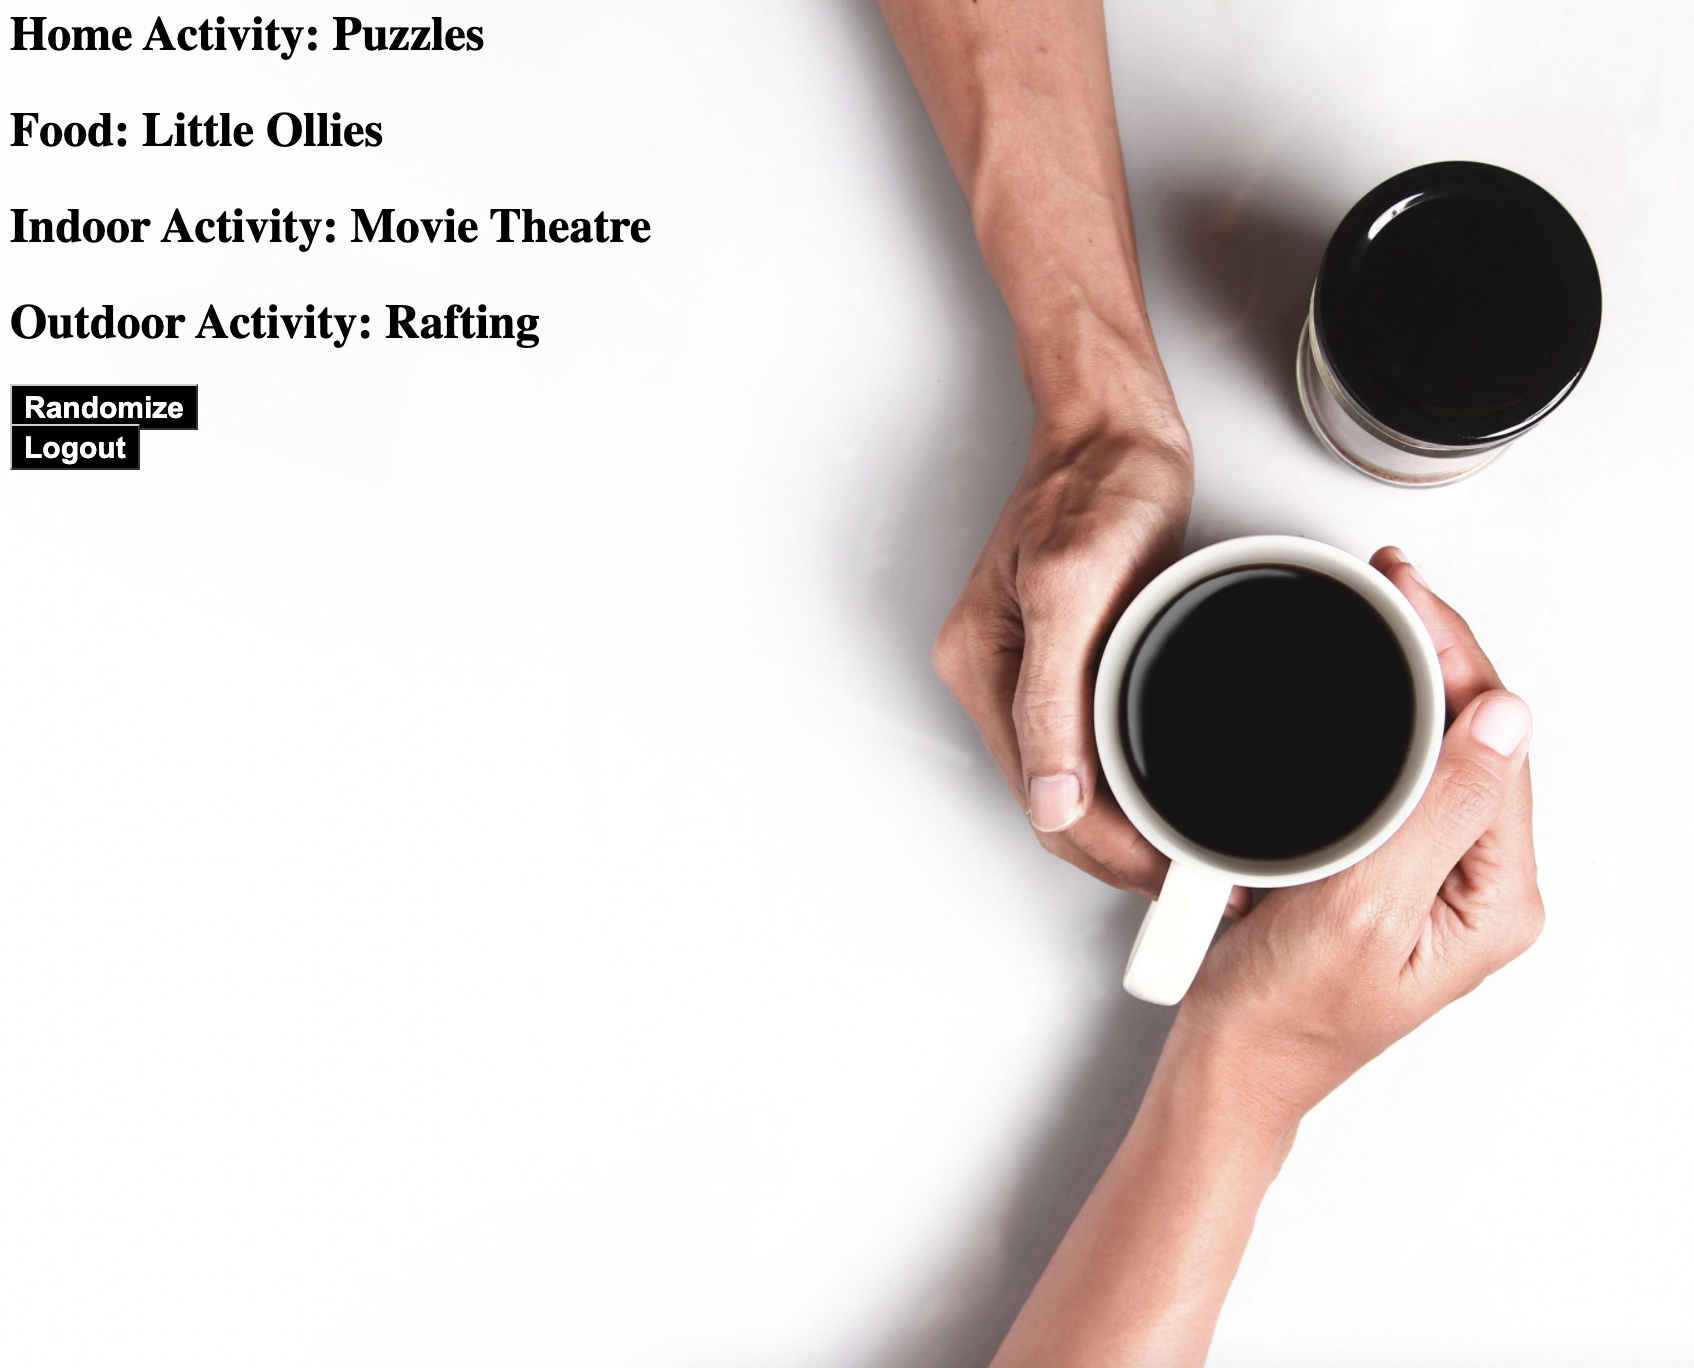 Home Activity: Puzzles
Food: Little Ollies
Indoor Activity: Movie Theatre
Outdoor Activity: Rafting
Randomize
Logout